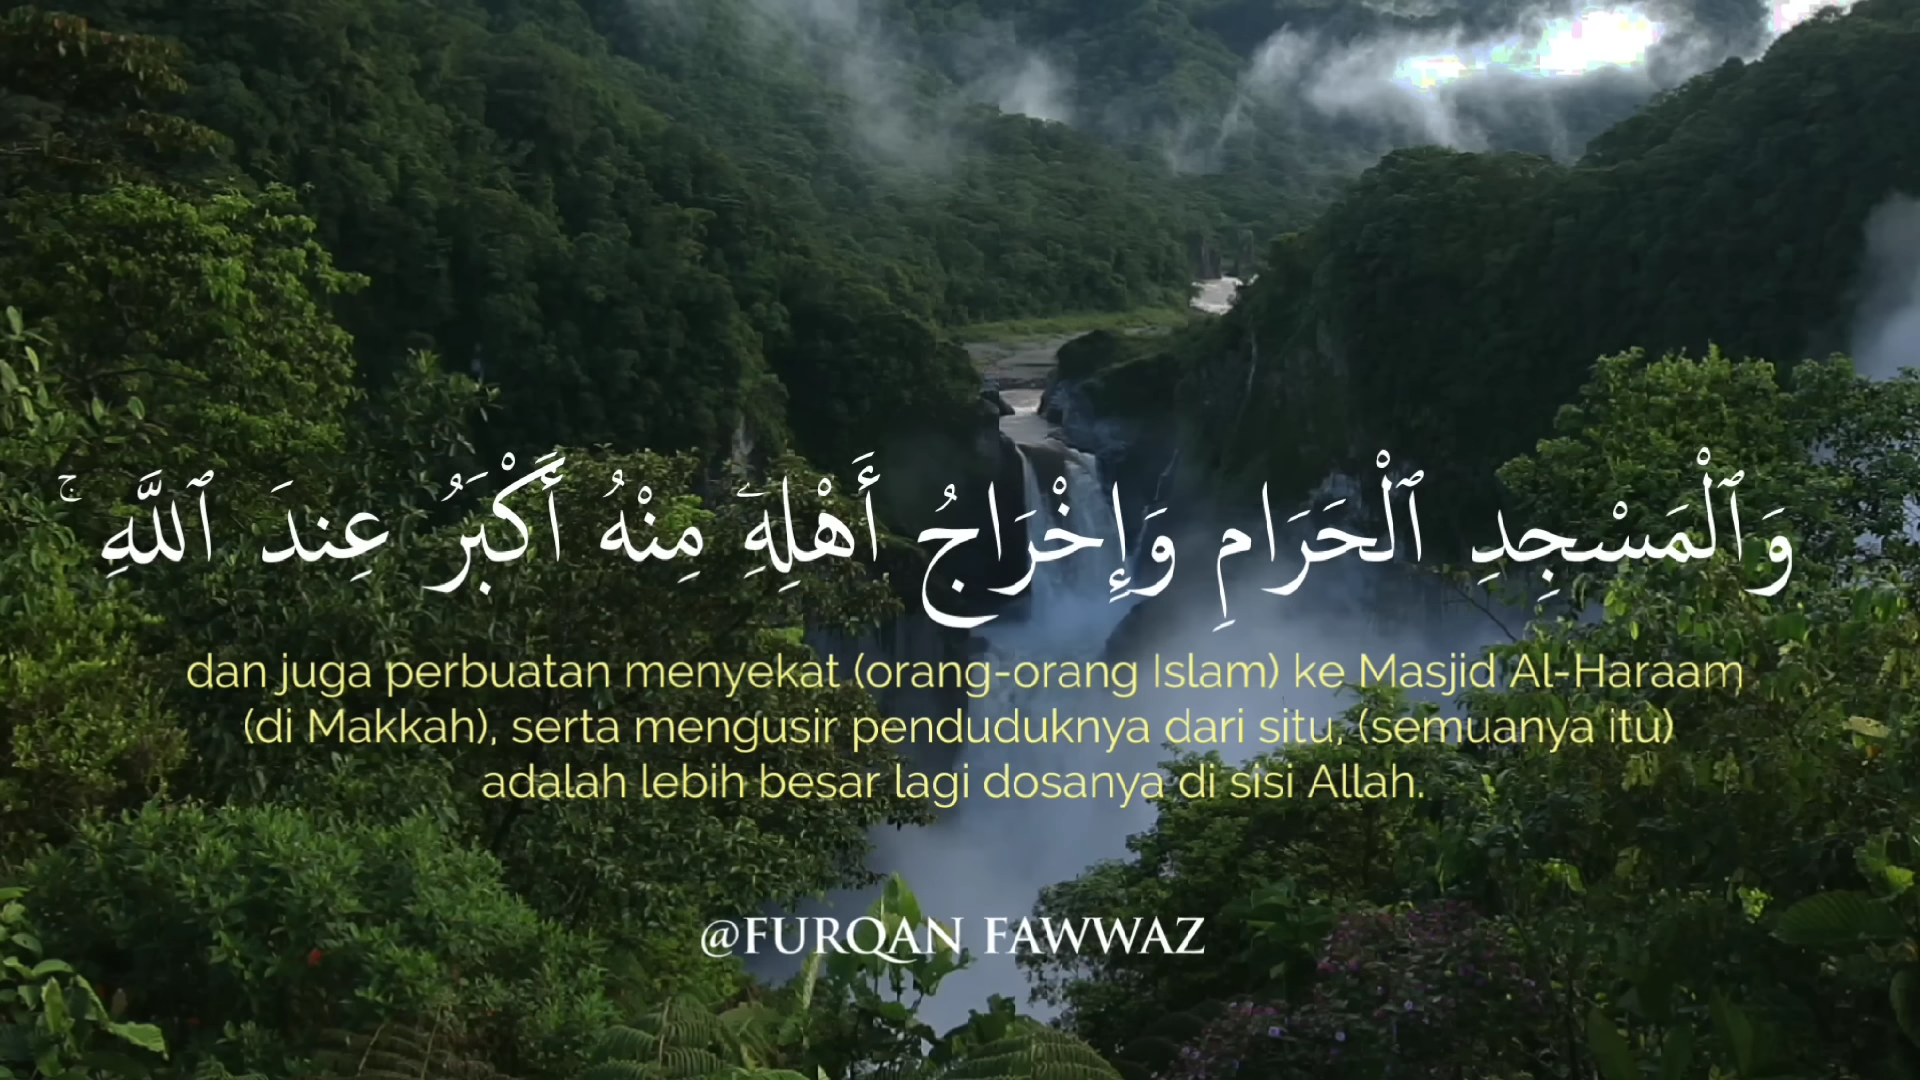 وَٱلْمَسْجِدِ ٱلْحَرَامِ وَإِخْرَاجُ أَهْلِهِۦ مِنْهُ أَكْبَرُ عِندَ ٱللَّهِ ۚ
dan juga perbuatan menyekat (orang-orang Islam) ke Masjid Al-Haraam
(di Makkah), serta mengusir penduduknya dari situ, (semuanya itu)
adalah lebih besar lagi dosanya di sisi Allah.
@FURQAN FAWWAZ